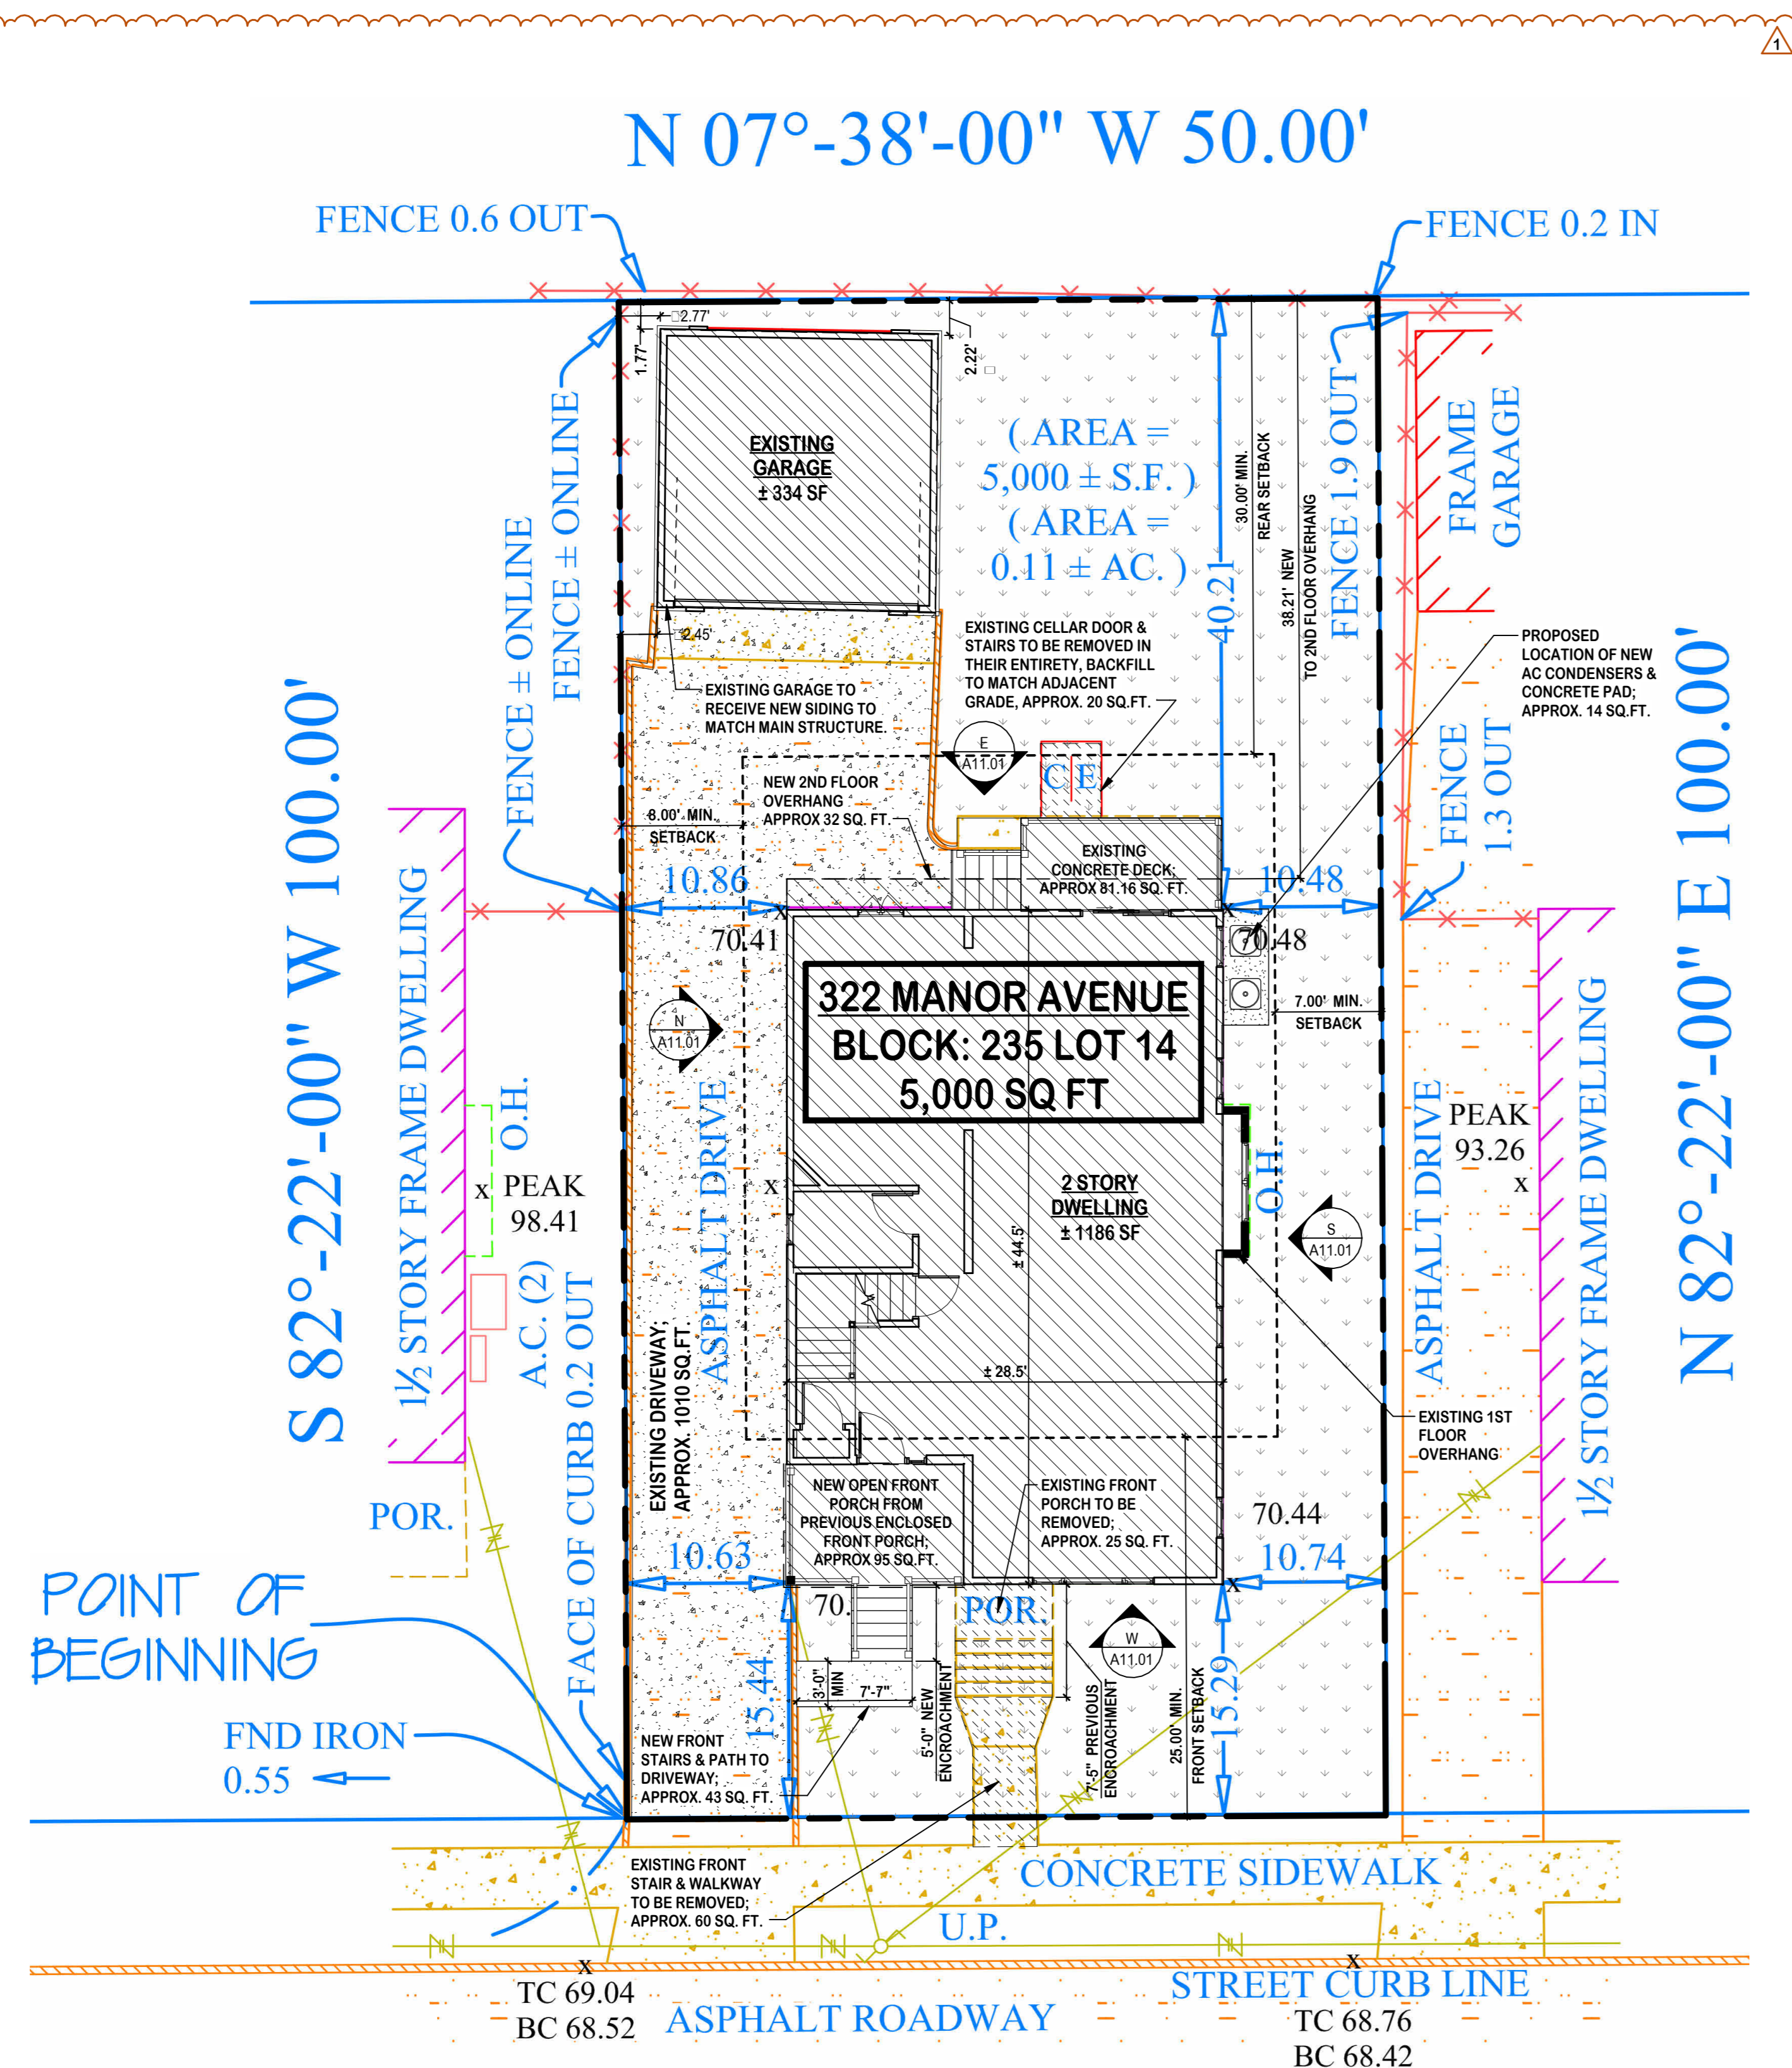 1
N 07°-38'-00" W 50.00'
FENCE 0.6 OUT
FENCE 0.2 IN
2.77'
1.77'
2.22'
FENCE ± ONLINE
FENCE ± ONLINE
EXISTING
GARAGE
± 334 SF
( AREA =
5,000 ± S.F. )
( AREA =
0.11 ± AC. )
30.00' MIN.
REAR SETBACK
38.21' NEW
TO 2ND FLOOR OVERHANG
40.21
FENCE 1.9 OUT
FRAME
GARAGE
2.45'
EXISTING GARAGE TO
RECEIVE NEW SIDING TO
MATCH MAIN STRUCTURE.
EXISTING CELLAR DOOR &
STAIRS TO BE REMOVED IN
THEIR ENTIRETY, BACKFILL
TO MATCH ADJACENT
GRADE, APPROX. 20 SQ.FT.
PROPOSED
LOCATION OF NEW
AC CONDENSERS &
CONCRETE PAD;
APPROX. 14 SQ.FT.
E
A11.01
C E
NEW 2ND FLOOR
OVERHANG
APPROX 32 SQ. FT.
8.00' MIN.
SETBACK
FENCE
1.3 OUT
EXISTING
CONCRETE DECK;
APPROX 81.16 SQ. FT.
10.86
10.48
70.41
70.48
S 82°-22'-00" W 100.00'
N 82°-22'-00" E 100.00'
1½ STORY FRAME DWELLING
322 MANOR AVENUE
BLOCK: 235 LOT 14
5,000 SQ FT
7.00' MIN.
SETBACK
N
A11.01
ASPHALT DRIVE
O.H.
x PEAK
98.41
x
A.C. (2)
2 STORY
DWELLING
± 1186 SF
± 44.5'
± 28.5'
O.H.
S
A11.01
ASPHALT DRIVE
PEAK
93.26
x
1½ STORY FRAME DWELLING
EXISTING DRIVEWAY;
APPROX. 1010 SQ.FT.
FACE OF CURB 0.2 OUT
EXISTING 1ST
FLOOR
OVERHANG
POR.
NEW OPEN FRONT
PORCH FROM
PREVIOUS ENCLOSED
FRONT PORCH;
APPROX 95 SQ.FT.
EXISTING FRONT
PORCH TO BE
REMOVED;
APPROX. 25 SQ. FT.
70.44
10.63
10.74
x
POINT OF
BEGINNING
70.
POR.
W
A11.01
3'-0"
MIN
7'-7"
15.44
5'-0" NEW
ENCROACHMENT
7'-5" PREVIOUS
ENCROACHMENT
25.00' MIN.
FRONT SETBACK
15.29
FND IRON
0.55
NEW FRONT
STAIRS & PATH TO
DRIVEWAY;
APPROX. 43 SQ. FT.
EXISTING FRONT
STAIR & WALKWAY
TO BE REMOVED;
APPROX. 60 SQ. FT.
CONCRETE SIDEWALK
U.P.
x
x
TC 69.04
BC 68.52
ASPHALT ROADWAY
STREET CURB LINE
TC 68.76
BC 68.42